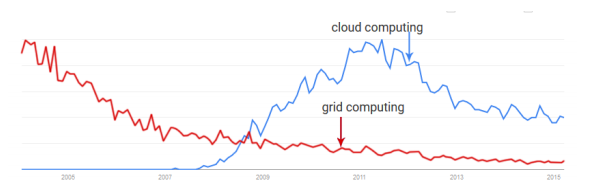 cloud computing
grid computing
2005 2007 2009 2011 2013 2015